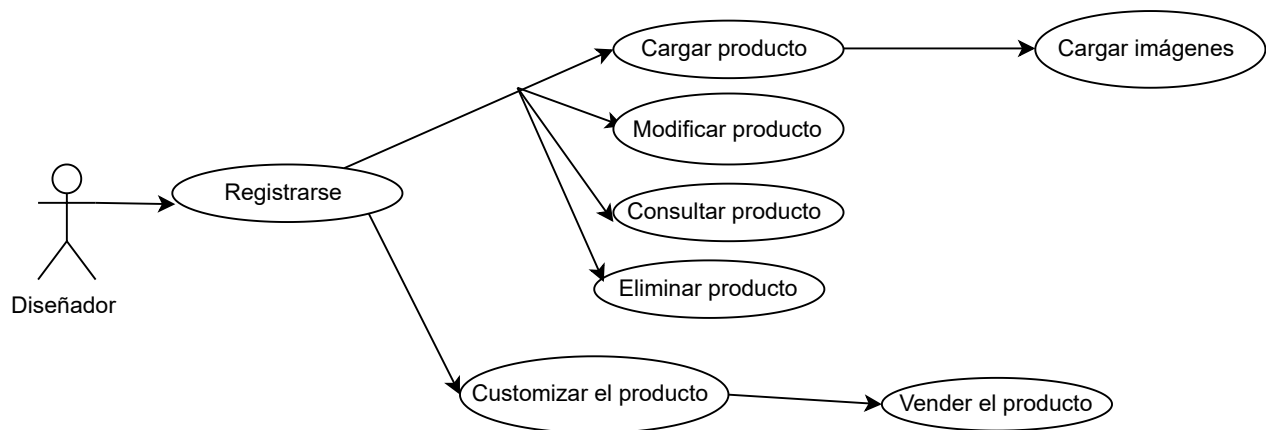 Cargar producto
Cargar imágenes
Modificar producto
Registrarse
Consultar producto
Eliminar producto
Diseñador
Customizar el producto
Vender el producto